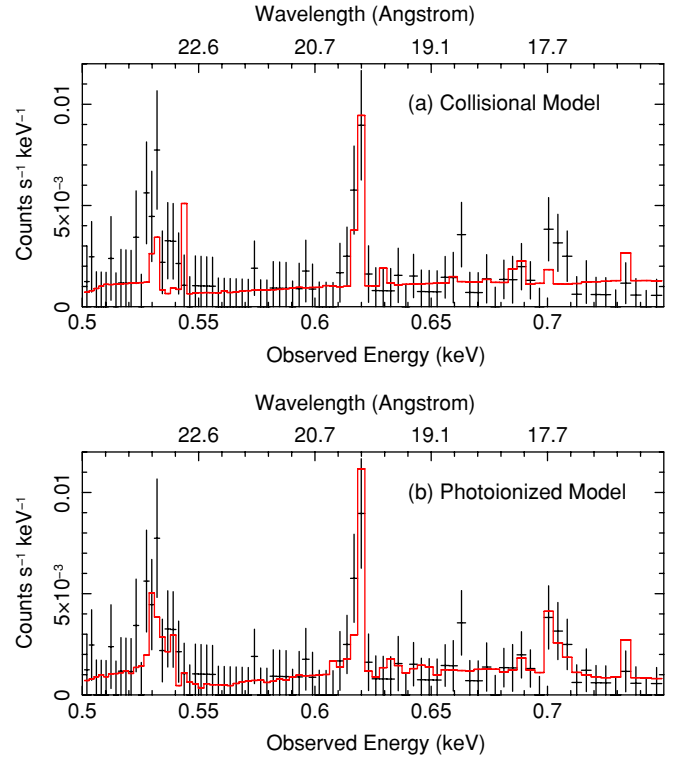 Wavelength (Angstrom)
22.6 20.7 19.1 17.7
(a) Collisional Model
Counts s⁻¹ keV⁻¹
0 5×10⁻³ 0.01
0.5 0.55 0.6 0.65 0.7
Observed Energy (keV)
Wavelength (Angstrom)
22.6 20.7 19.1 17.7
(b) Photoionized Model
Counts s⁻¹ keV⁻¹
0 5×10⁻³ 0.01
0.5 0.55 0.6 0.65 0.7
Observed Energy (keV)